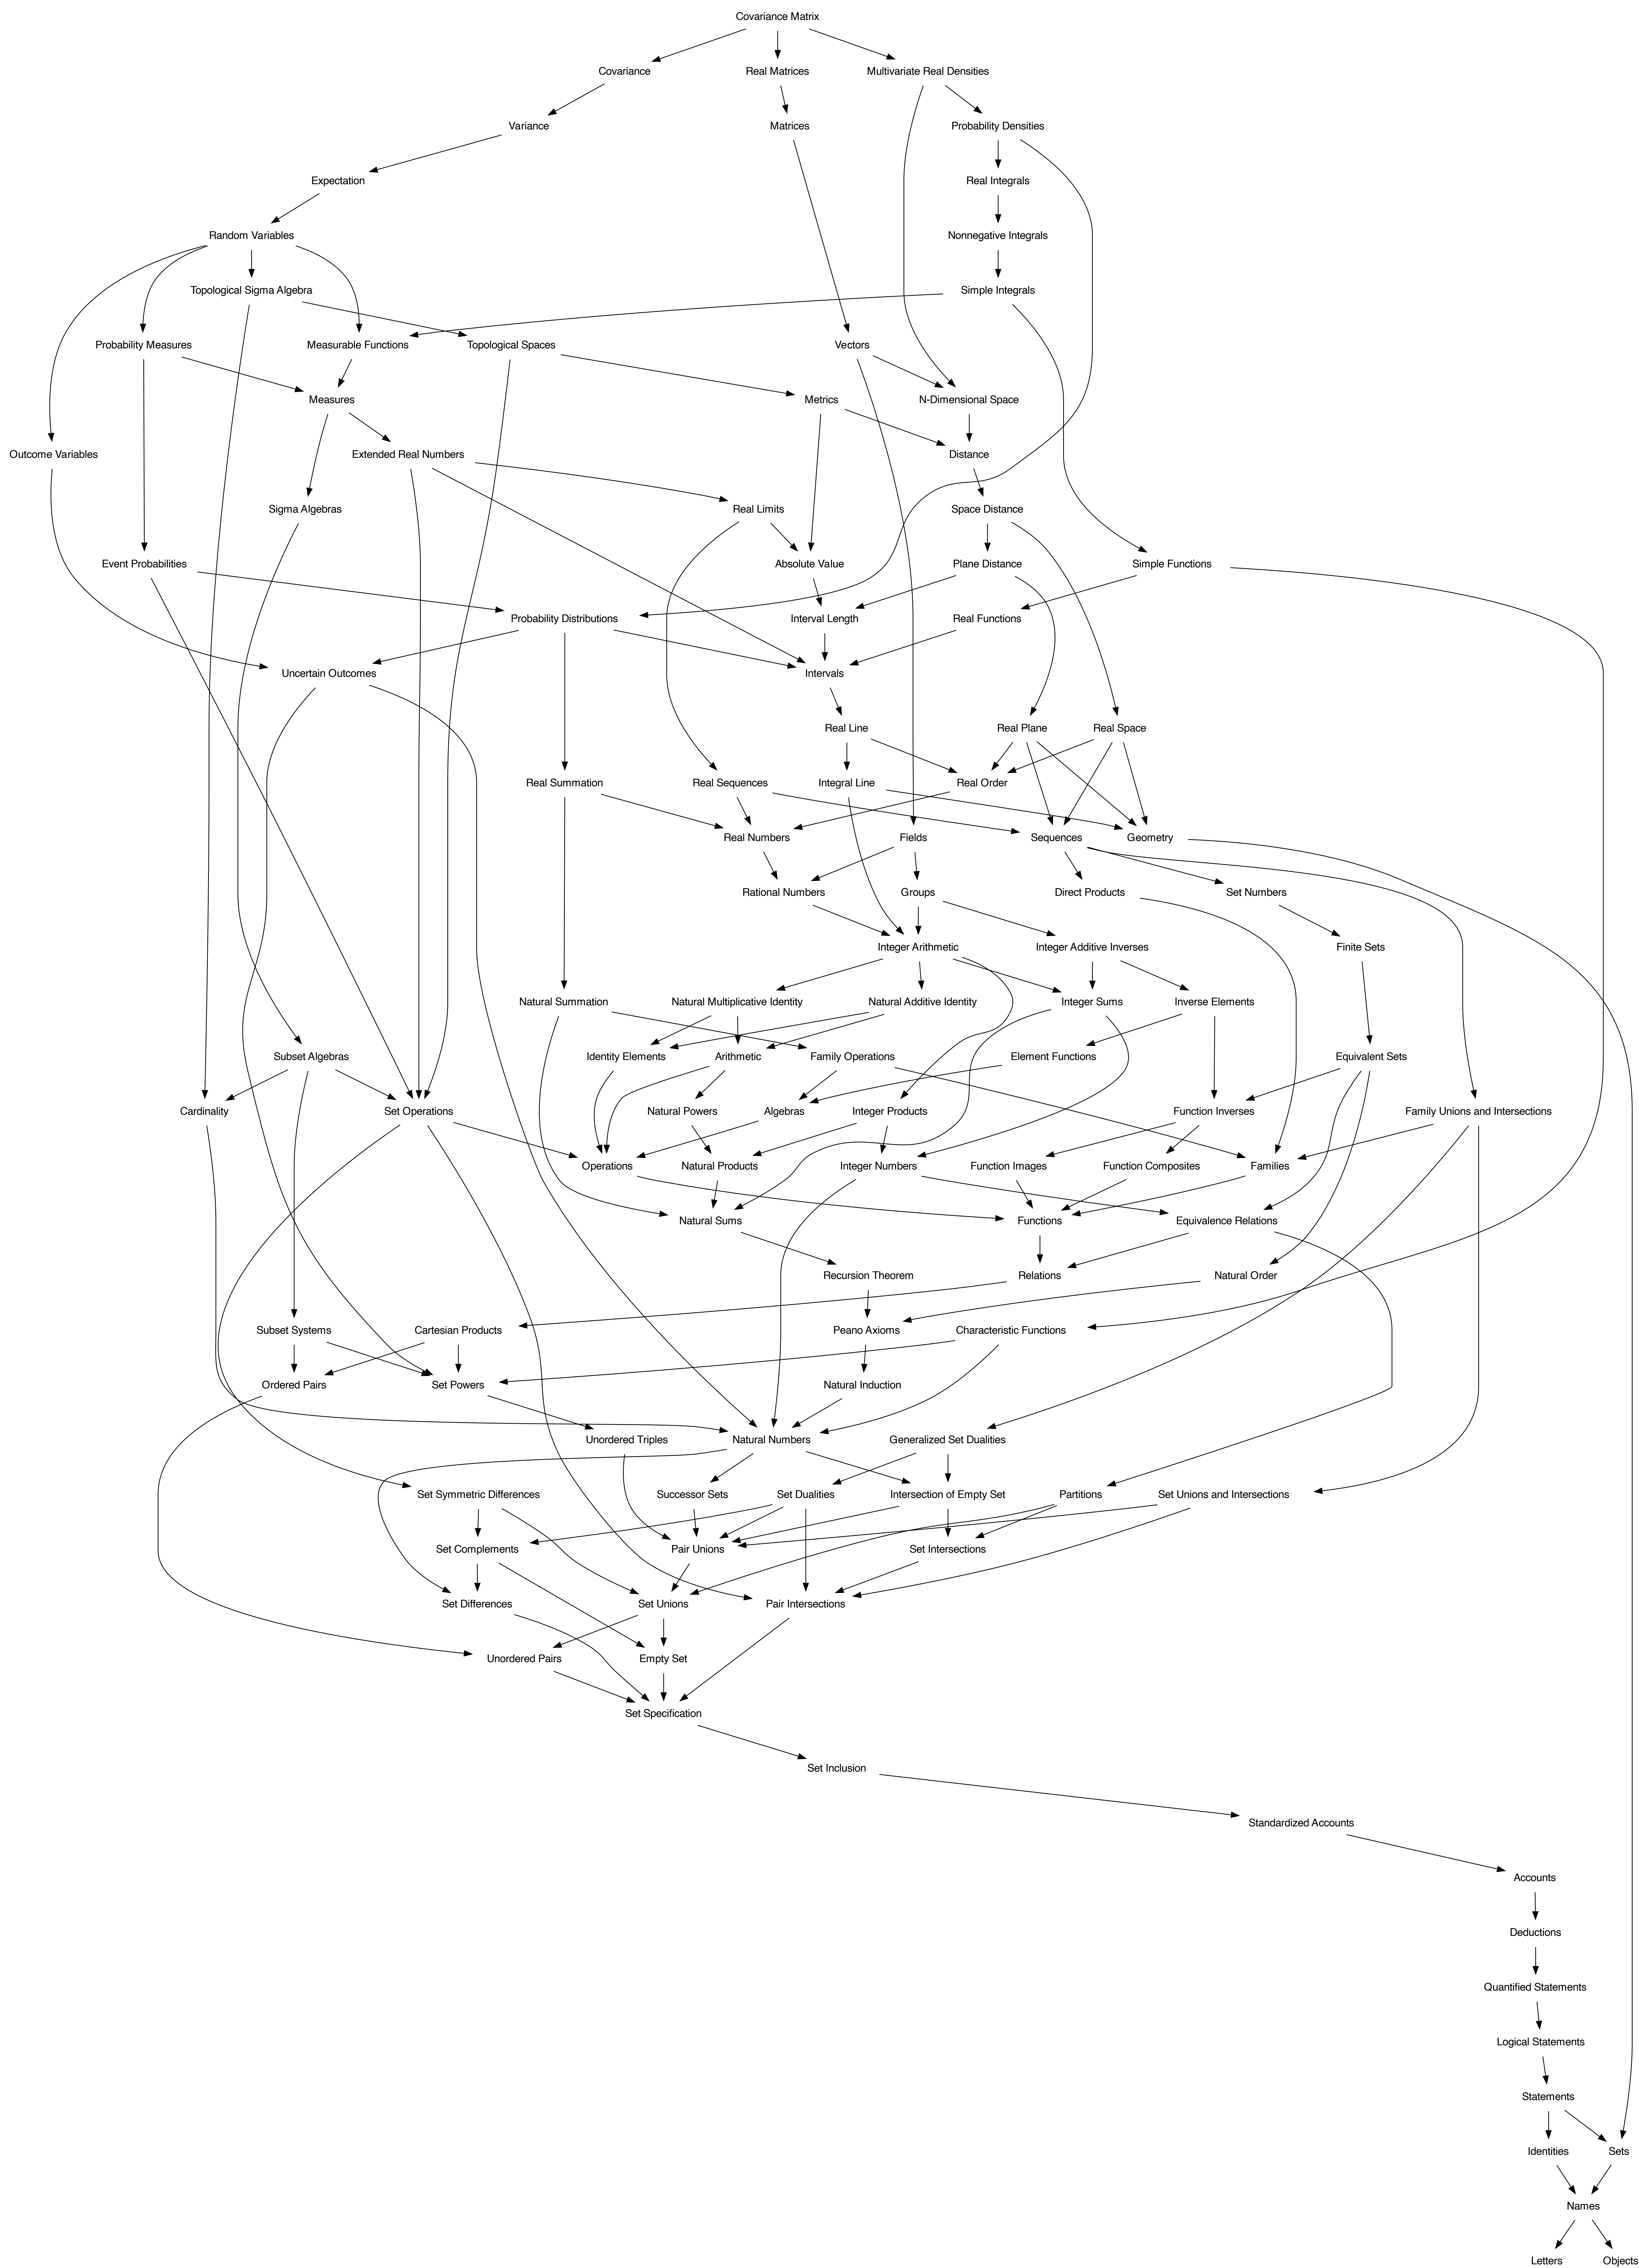 Covariance Matrix
Covariance
Real Matrices
Multivariate Real Densities
Variance
Matrices
Probability Densities
Expectation
Real Integrals
Random Variables
Nonnegative Integrals
Topological Sigma Algebra
Simple Integrals
Probability Measures
Measurable Functions
Topological Spaces
Vectors
Measures
Metrics
N-Dimensional Space
Outcome Variables
Extended Real Numbers
Distance
Sigma Algebras
Real Limits
Space Distance
Event Probabilities
Absolute Value
Plane Distance
Simple Functions
Probability Distributions
Interval Length
Real Functions
Uncertain Outcomes
Intervals
Real Line
Real Plane
Real Space
Real Summation
Real Sequences
Integral Line
Real Order
Real Numbers
Fields
Sequences
Geometry
Rational Numbers
Groups
Direct Products
Set Numbers
Integer Arithmetic
Integer Additive Inverses
Finite Sets
Natural Summation
Natural Multiplicative Identity
Natural Additive Identity
Integer Sums
Inverse Elements
Subset Algebras
Identity Elements
Arithmetic
Family Operations
Element Functions
Equivalent Sets
Cardinality
Set Operations
Natural Powers
Algebras
Integer Products
Function Inverses
Family Unions and Intersections
Operations
Natural Products
Integer Numbers
Function Images
Function Composites
Families
Natural Sums
Functions
Equivalence Relations
Recursion Theorem
Relations
Natural Order
Subset Systems
Cartesian Products
Peano Axioms
Characteristic Functions
Ordered Pairs
Set Powers
Natural Induction
Unordered Triples
Natural Numbers
Generalized Set Dualities
Set Symmetric Differences
Successor Sets
Set Dualities
Intersection of Empty Set
Partitions
Set Unions and Intersections
Set Complements
Pair Unions
Set Intersections
Set Differences
Set Unions
Pair Intersections
Unordered Pairs
Empty Set
Set Specification
Set Inclusion
Standardized Accounts
Accounts
Deductions
Quantified Statements
Logical Statements
Statements
Identities
Sets
Names
Letters
Objects